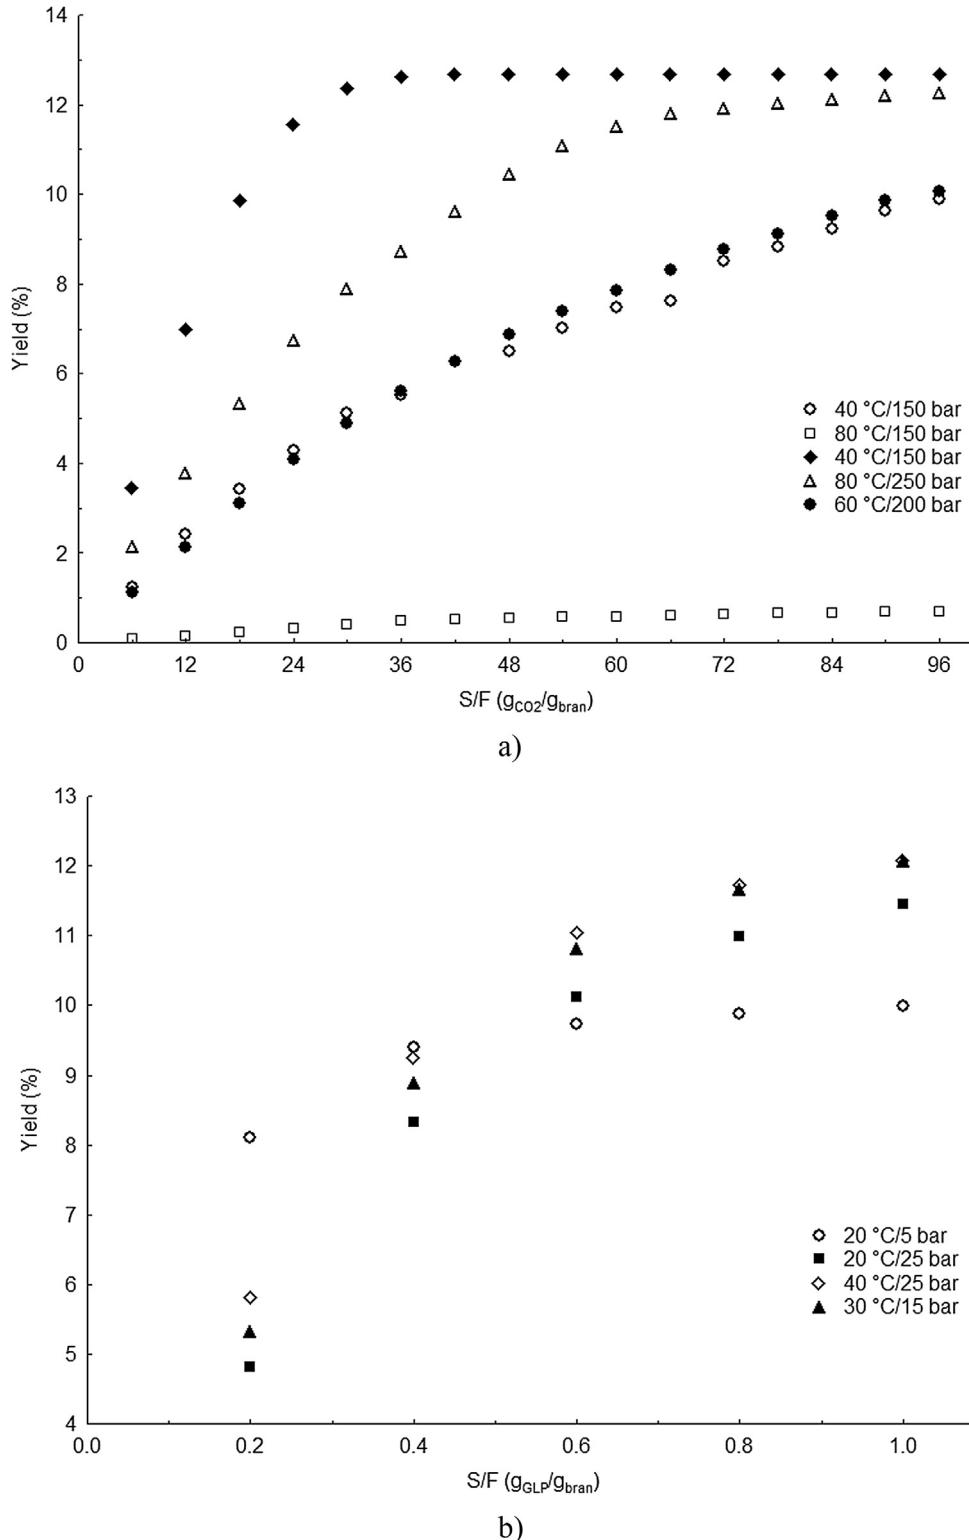 14
12
10
8
6
4
2
0
Yield (%)
40 °C/150 bar
80 °C/150 bar
40 °C/150 bar
80 °C/250 bar
60 °C/200 bar
0 12 24 36 48 60 72 84 96
S/F (gCO2/gbran)
a)
13
12
11
10
9
8
7
6
5
4
Yield (%)
20 °C/5 bar
20 °C/25 bar
40 °C/25 bar
30 °C/15 bar
0.0 0.2 0.4 0.6 0.8 1.0
S/F (gGLP/gbran)
b)